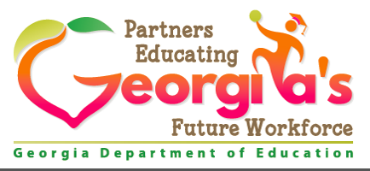 Partners
Educating
Georgia's
Future Workforce
Georgia Department of Education